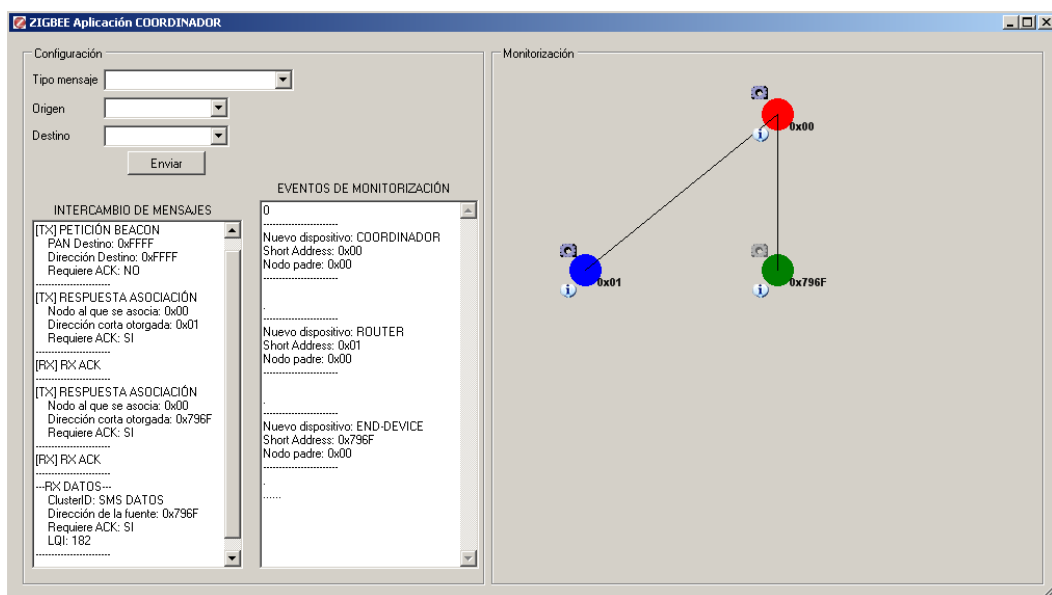 ZIGBEE Aplicación COORDINADOR
Configuración
Tipo mensaje
Origen
Destino
Enviar
INTERCAMBIO DE MENSAJES
[TX] PETICIÓN BEACON
PAN Destino: 0xFFFF
Dirección Destino: 0xFFFF
Requiere ACK: NO
------------------------
[TX] RESPUESTA ASOCIACIÓN
Nodo al que se asocia: 0x00
Dirección corta otorgada: 0x01
Requiere ACK: SI
------------------------
[RX] RX ACK
------------------------
[TX] RESPUESTA ASOCIACIÓN
Nodo al que se asocia: 0x00
Dirección corta otorgada: 0x796F
Requiere ACK: SI
------------------------
[RX] RX ACK
------------------------
---RX DATOS---
ClusterID: SMS DATOS
Dirección de la fuente: 0x796F
Requiere ACK: SI
LQI: 182
------------------------
EVENTOS DE MONITORIZACIÓN
0
------------------------
Nuevo dispositivo: COORDINADOR
Short Address: 0x00
Nodo padre: 0x00
------------------------
.
------------------------
Nuevo dispositivo: ROUTER
Short Address: 0x01
Nodo padre: 0x00
------------------------
.
------------------------
Nuevo dispositivo: END-DEVICE
Short Address: 0x796F
Nodo padre: 0x00
------------------------
.
......
Monitorización
0x00
0x01
0x796F